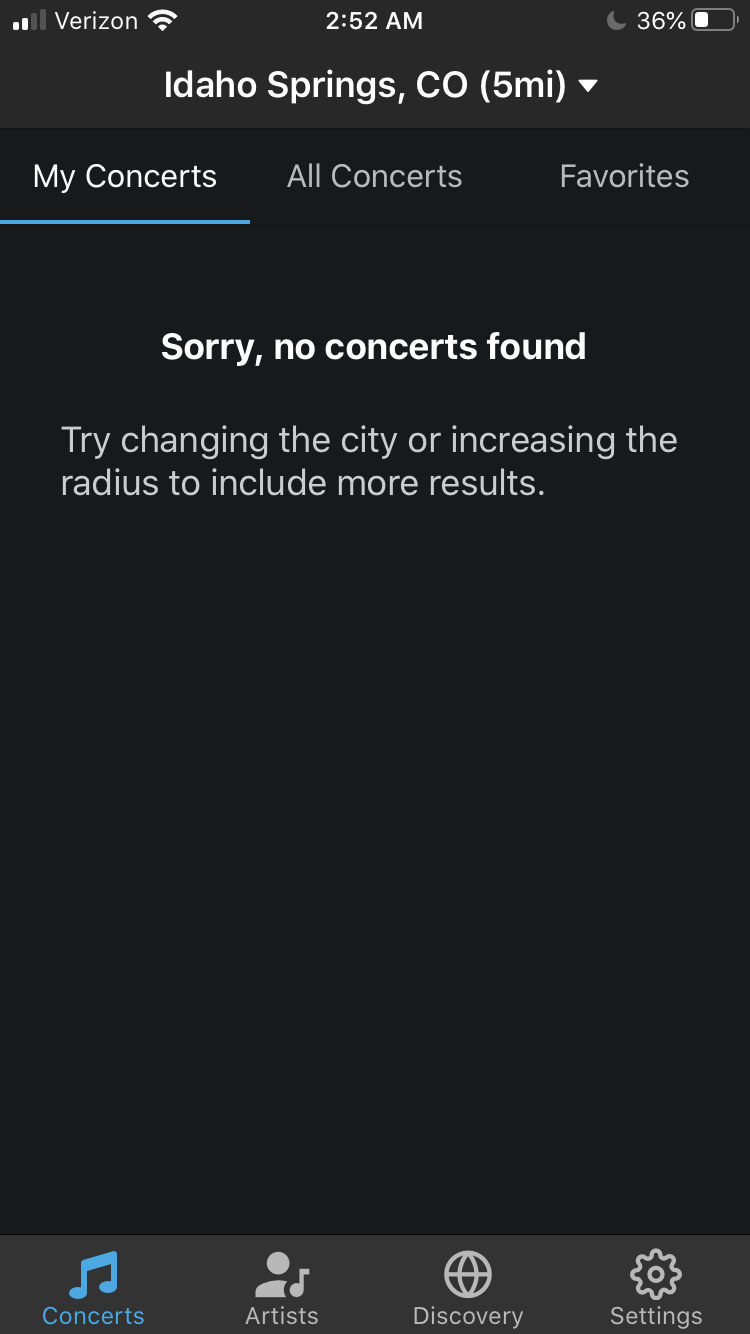 Verizon 2:52 AM 36%
Idaho Springs, CO (5mi)
My Concerts All Concerts Favorites
Sorry, no concerts found
Try changing the city or increasing the
radius to include more results.
Concerts Artists Discovery Settings